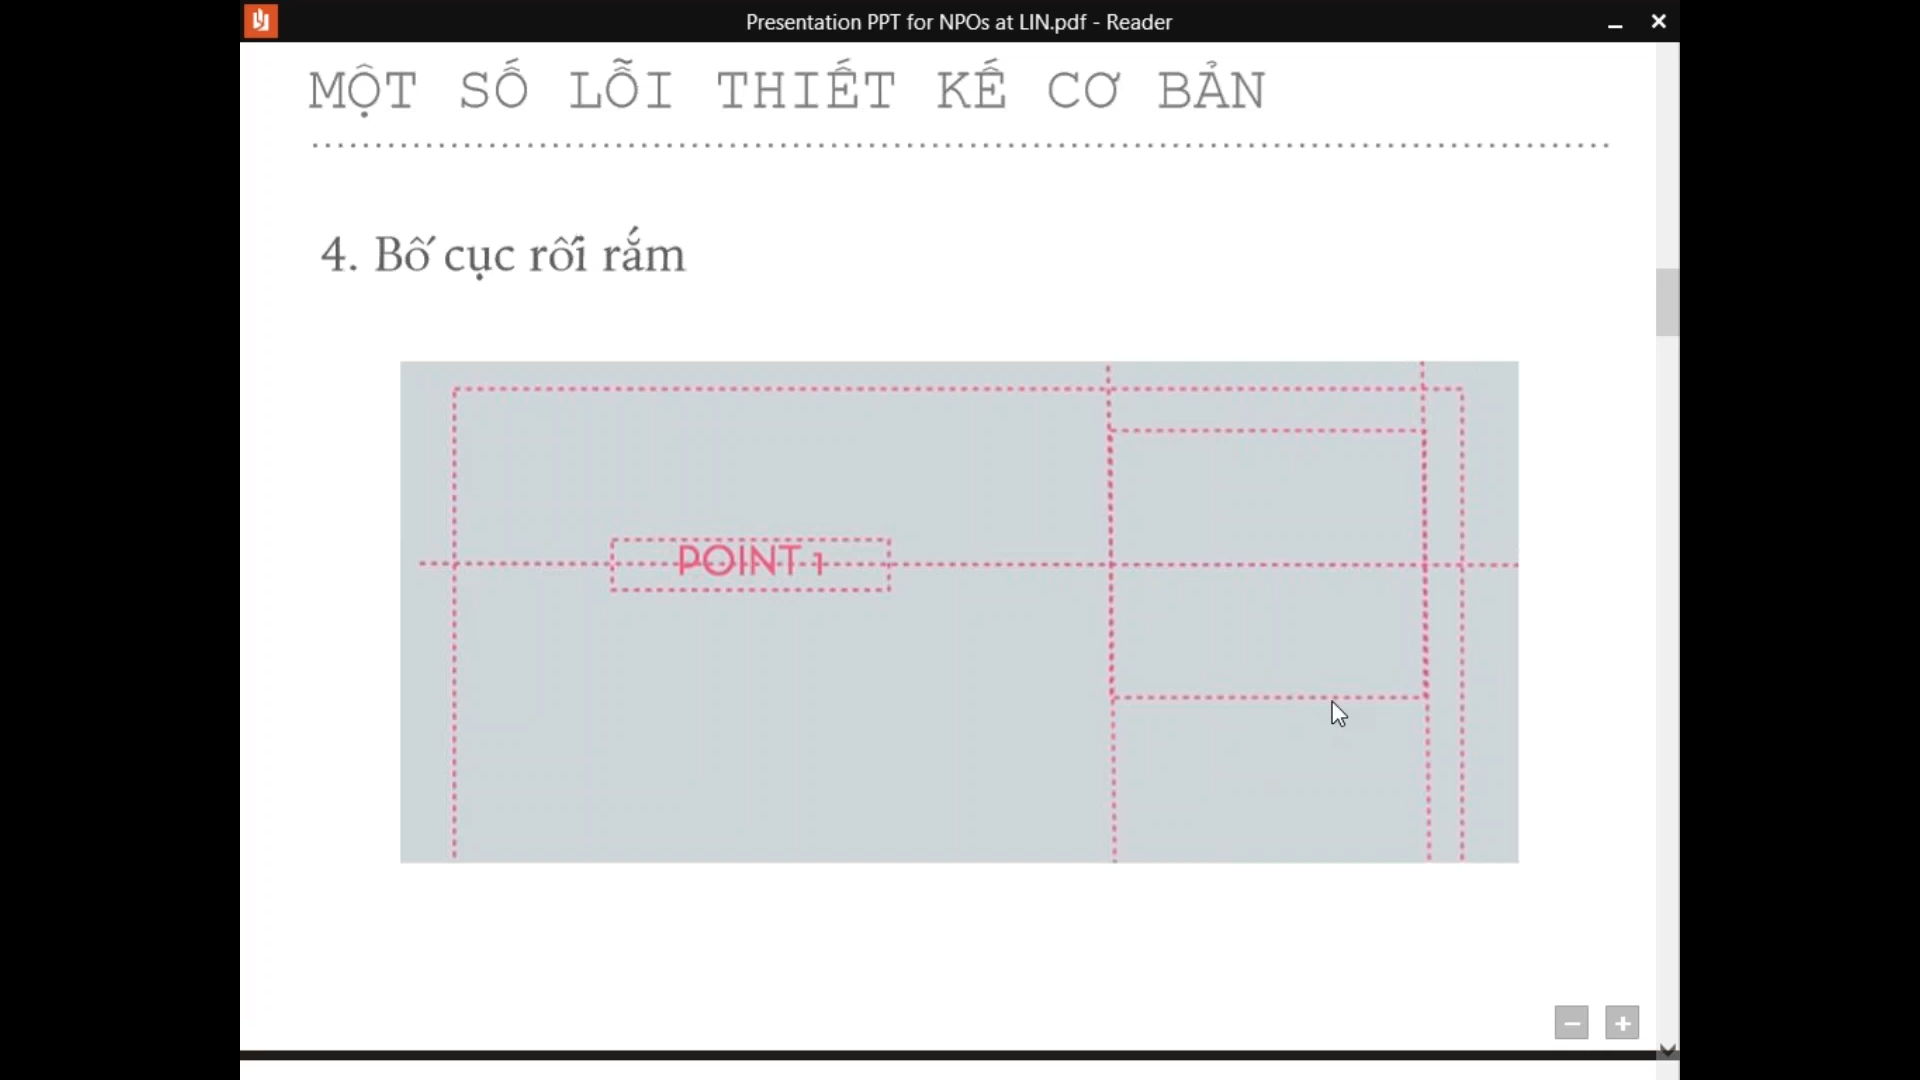 Presentation PPT for NPOs at LIN.pdf - Reader
MỘT SỐ LỖI THIẾT KẾ CƠ BẢN
4. Bố cục rối rắm
POINT 1